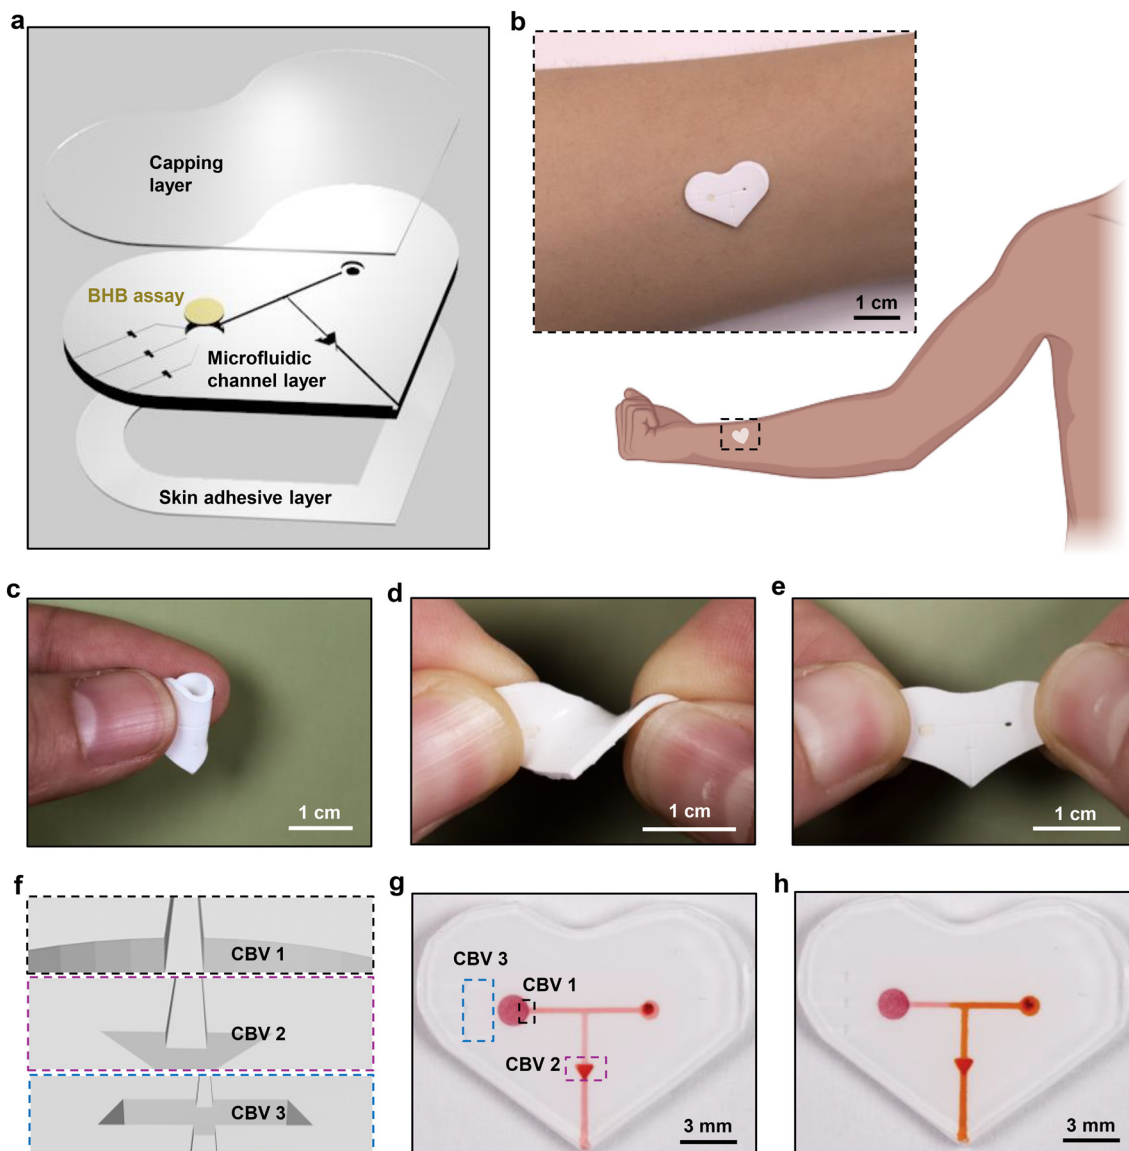 a
Capping
layer
BHB assay
Microfluidic
channel layer
Skin adhesive layer
b
1 cm
c
1 cm
d
1 cm
e
1 cm
f
CBV 1
CBV 2
CBV 3
g
CBV 3
CBV 1
CBV 2
3 mm
h
3 mm